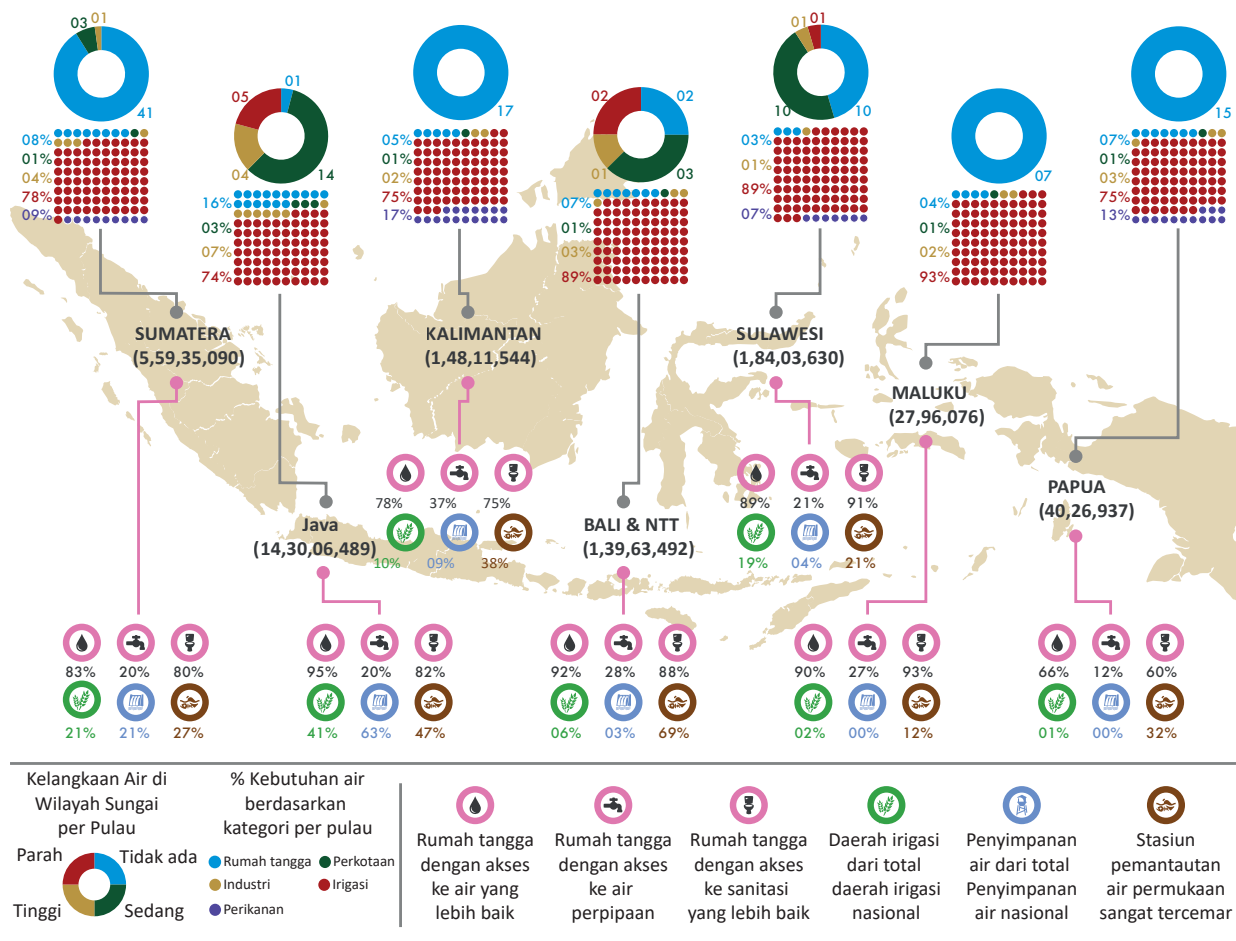 03
01
41
08%
01%
04%
78%
09%
SUMATERA
(5,59,35,090)
83%
20%
80%
21%
21%
27%
05
01
04
14
16%
03%
07%
74%
Java
(14,30,06,489)
95%
20%
82%
41%
63%
47%
17
05%
01%
02%
75%
17%
KALIMANTAN
(1,48,11,544)
78%
37%
75%
10%
09%
38%
02
02
01
03
07%
01%
03%
89%
BALI & NTT
(1,39,63,492)
92%
28%
88%
06%
03%
69%
01
01
10
10
03%
01%
89%
07%
SULAWESI
(1,84,03,630)
89%
21%
91%
19%
04%
21%
07
04%
01%
02%
93%
MALUKU
(27,96,076)
90%
27%
93%
02%
00%
12%
15
07%
01%
03%
75%
13%
PAPUA
(40,26,937)
66%
12%
60%
01%
00%
32%
Kelangkaan Air di
Wilayah Sungai
per Pulau
Parah
Tidak ada
Tinggi
Sedang
% Kebutuhan air
berdasarkan
kategori per pulau
Rumah tangga
Perkotaan
Industri
Irigasi
Perikanan
Rumah tangga
dengan akses
ke air yang
lebih baik
Rumah tangga
dengan akses
ke air
perpipaan
Rumah tangga
dengan akses
ke sanitasi
yang lebih baik
Daerah irigasi
dari total
daerah irigasi
nasional
Penyimpanan
air dari total
Penyimpanan
air nasional
Stasiun
pemantautan
air permukaan
sangat tercemar